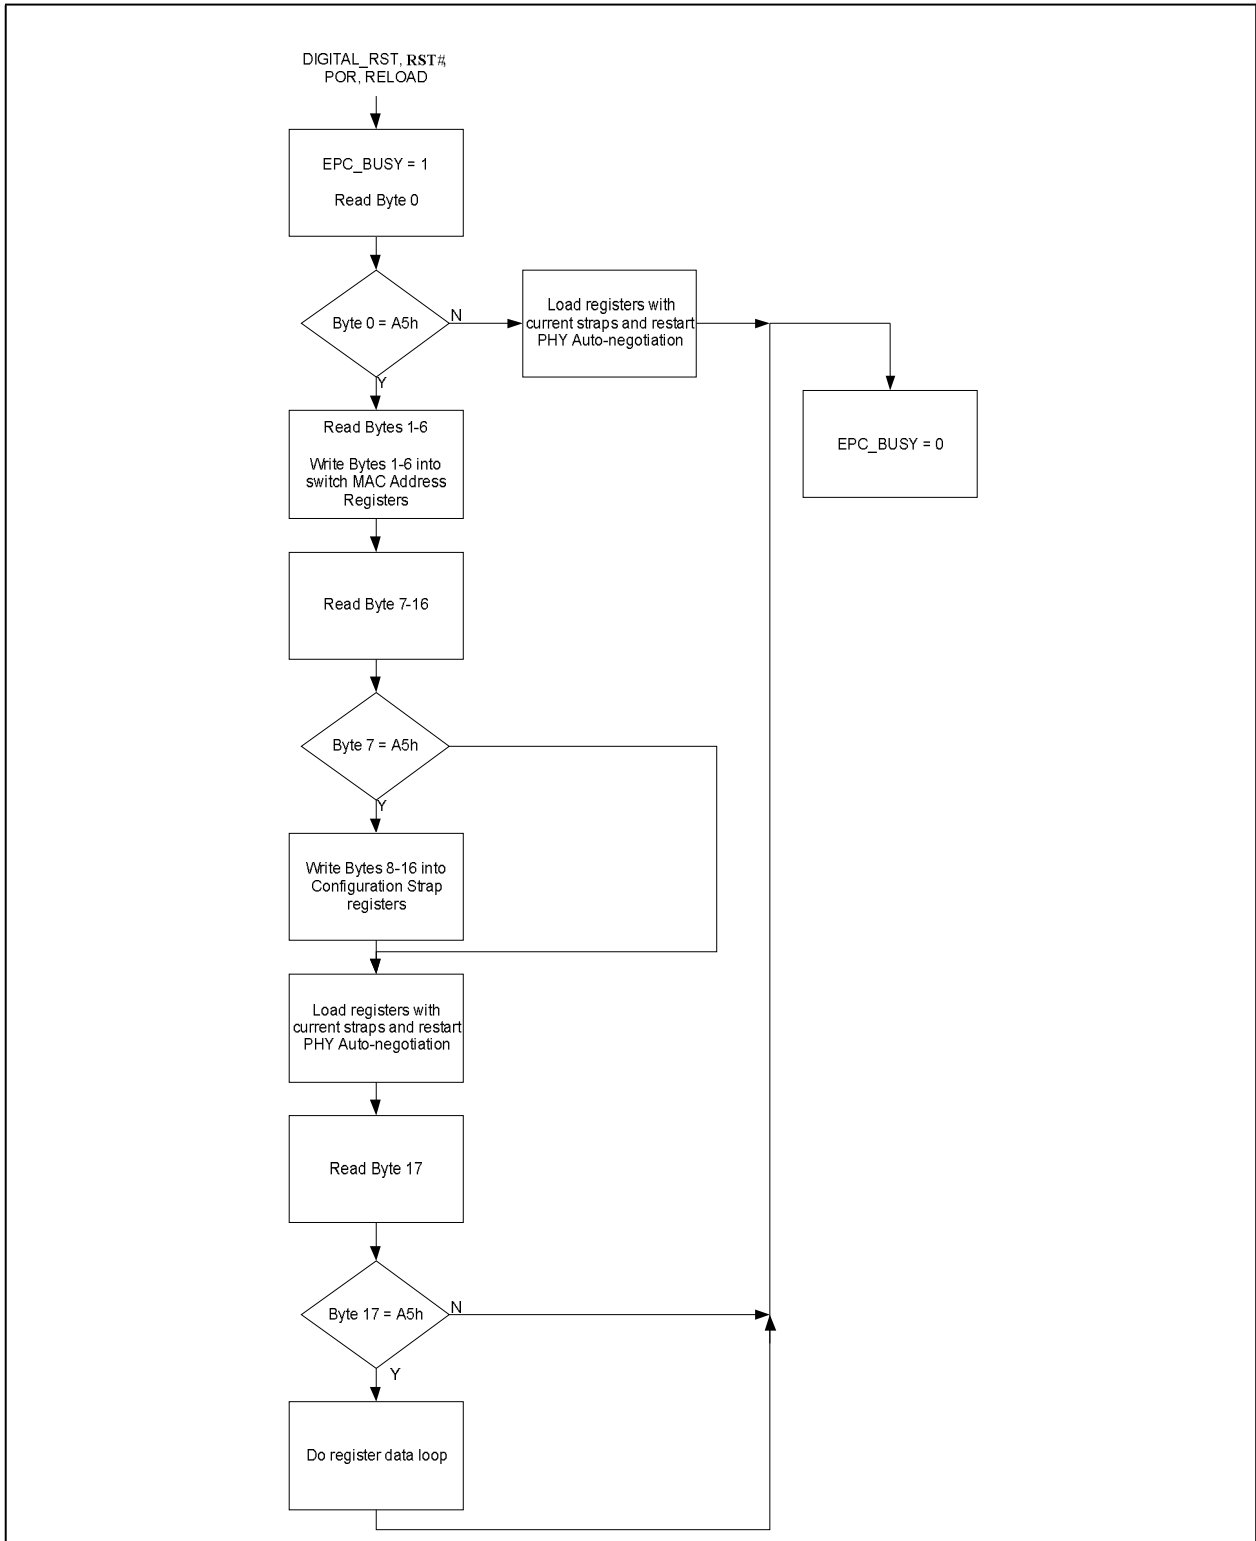 DIGITAL_RST, RST#,
POR, RELOAD
EPC_BUSY = 1
Read Byte 0
Byte 0 = A5h
N
Load registers with
current straps and restart
PHY Auto-negotiation
Y
EPC_BUSY = 0
Read Bytes 1-6
Write Bytes 1-6 into
switch MAC Address
Registers
Read Byte 7-16
Byte 7 = A5h
Y
Write Bytes 8-16 into
Configuration Strap
registers
Load registers with
current straps and restart
PHY Auto-negotiation
Read Byte 17
Byte 17 = A5h
N
Y
Do register data loop